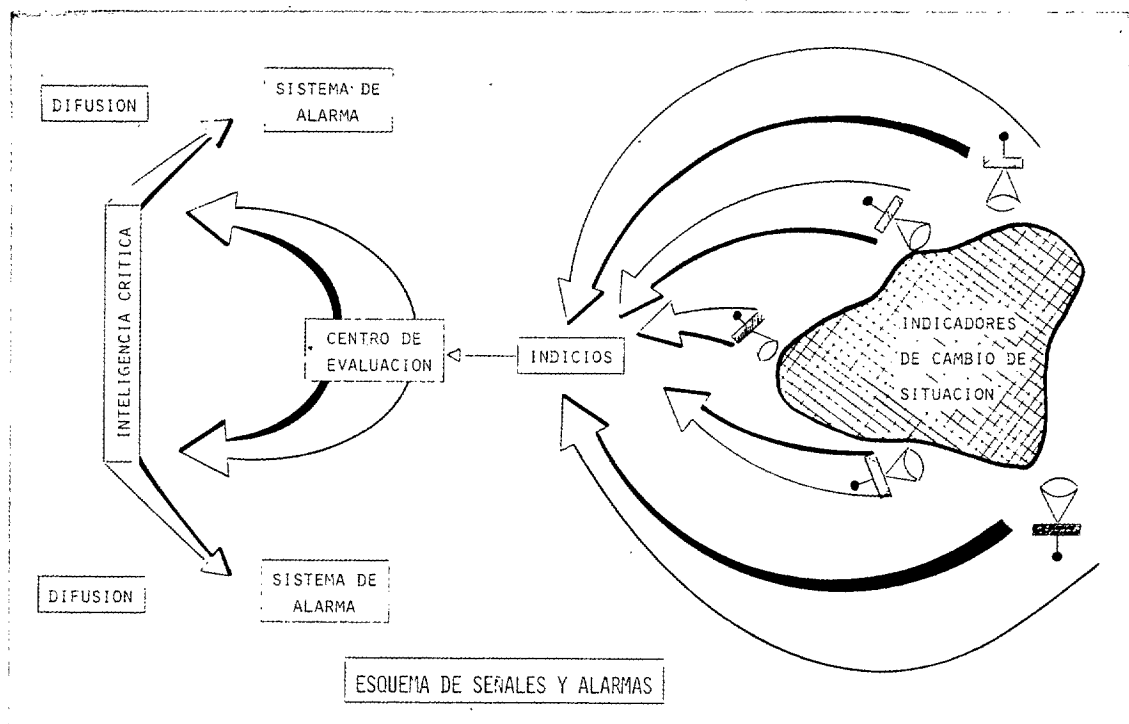 DIFUSION
SISTEMA DE
ALARMA
INTELIGENCIA CRITICA
CENTRO DE
EVALUACION
INDICIOS
INDICADORES
DE CAMBIO DE
SITUACION
DIFUSION
SISTEMA DE
ALARMA
ESQUEMA DE SEÑALES Y ALARMAS